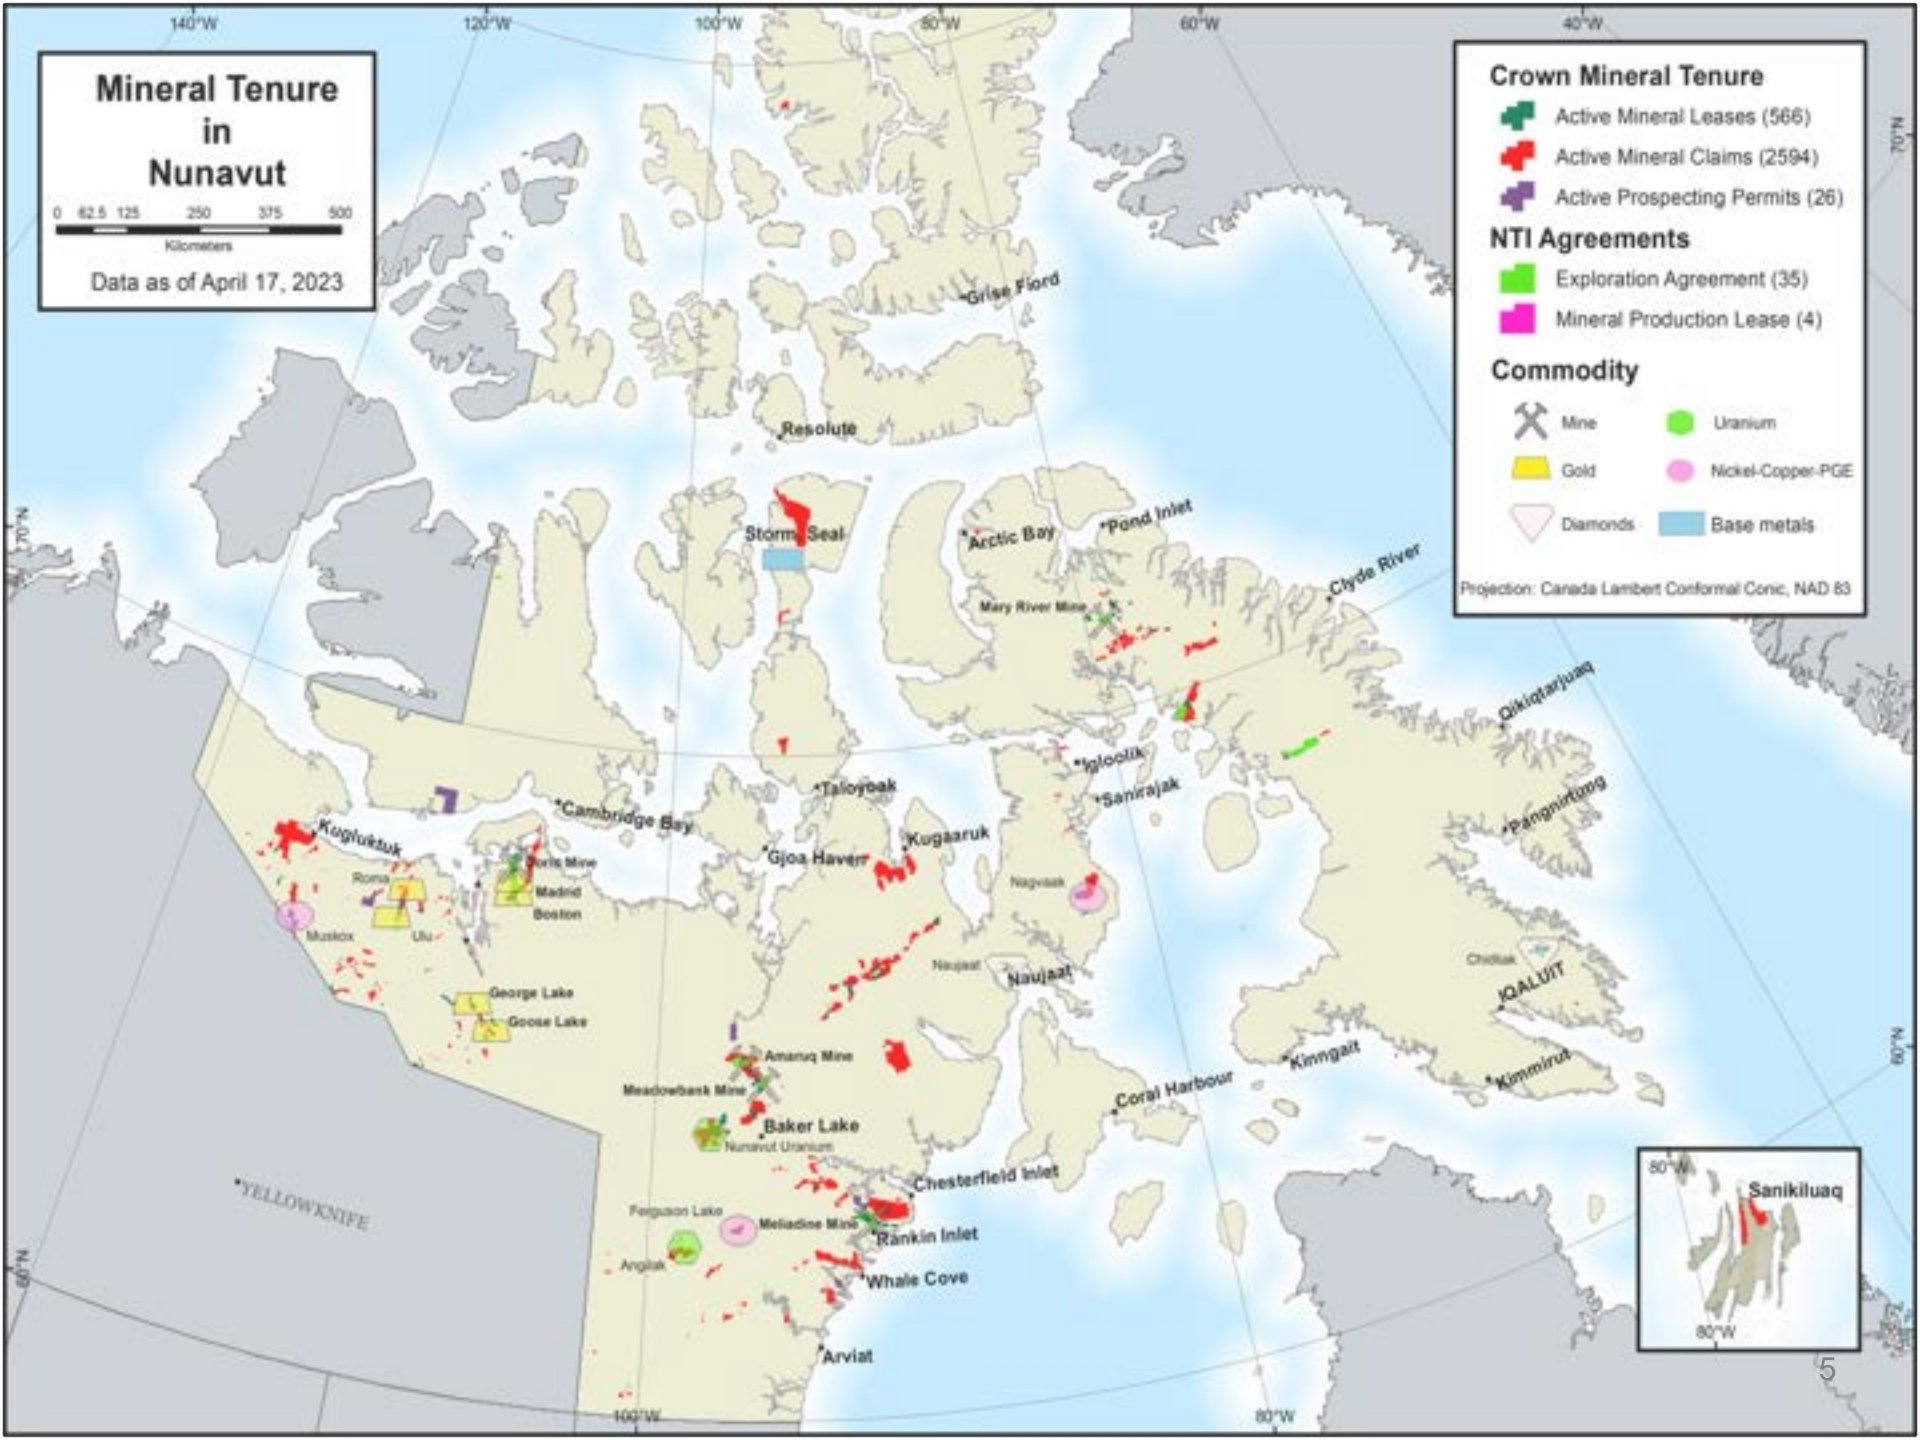 140°W
120°W
100°W
80°W
60°W
40°W
Mineral Tenure
in
Nunavut
0 62.5 125 250 375 500
Kilometers
Data as of April 17, 2023
Crown Mineral Tenure
Active Mineral Leases (566)
Active Mineral Claims (2594)
Active Prospecting Permits (26)
NTI Agreements
Exploration Agreement (35)
Mineral Production Lease (4)
Commodity
Mine
Uranium
Gold
Nickel-Copper-PGE
Diamonds
Base metals
Projection: Canada Lambert Conformal Conic, NAD 83
70°N
Grise Fiord
Resolute
70°N
Storm Seal
Arctic Bay
Pond Inlet
Clyde River
Mary River Mine
Qikiqtarjuaq
Igloolik
Taloyoak
Sanirajak
Cambridge Bay
Pangnirtung
Kugluktuk
Gjoa Haven
Kugaaruk
Doris Mine
Roma
Madrid
Nagvaak
Boston
Muskox
Ulu
Chidliak
Naujaat
Naujaat
IQALUIT
George Lake
Goose Lake
Amaruq Mine
Kinngait
60°N
Kimmirut
Meadowbank Mine
Coral Harbour
Baker Lake
Nunavut Uranium
YELLOWKNIFE
Chesterfield Inlet
Ferguson Lake
Meliadine Mine
Rankin Inlet
Angilak
Whale Cove
60°N
Arviat
80°W
Sanikiluaq
80°W
5
100°W
80°W